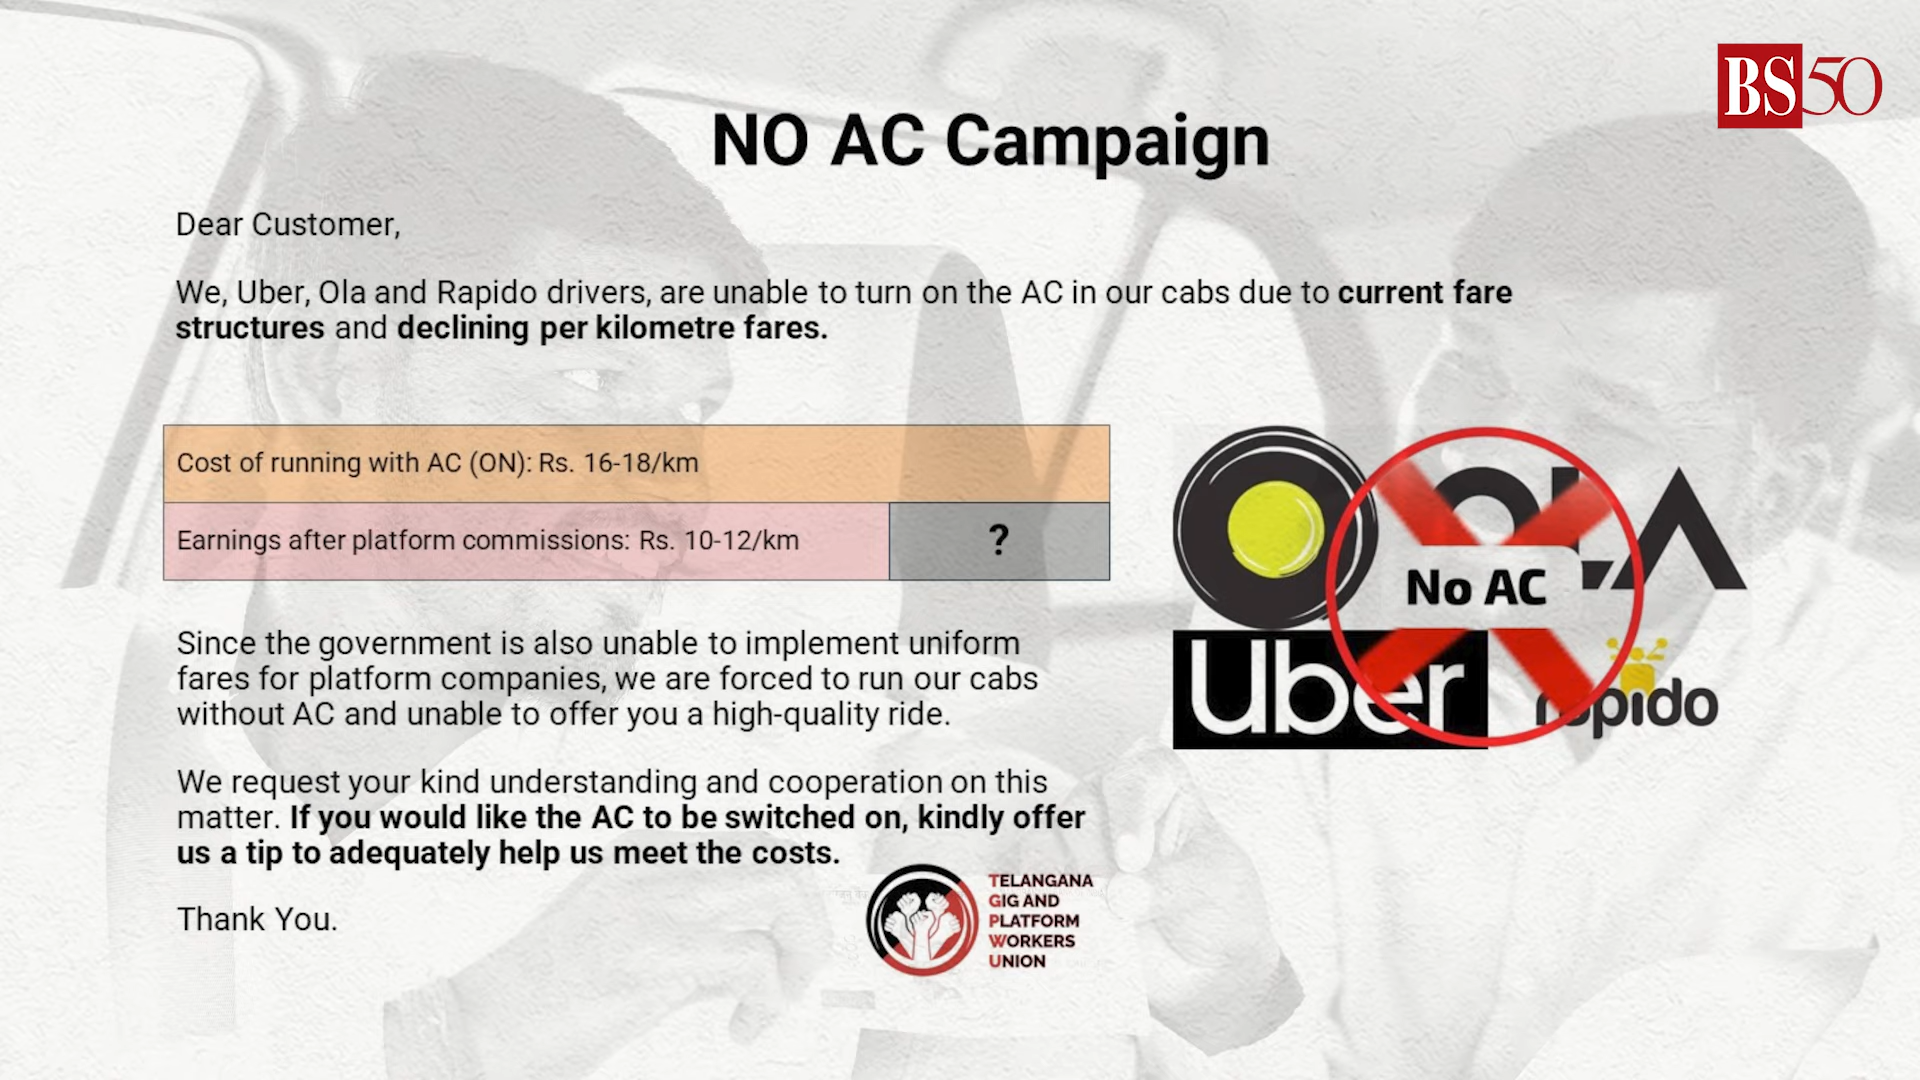 BS50
NO AC Campaign
Dear Customer,
We, Uber, Ola and Rapido drivers, are unable to turn on the AC in our cabs due to current fare
structures and declining per kilometre fares.
Cost of running with AC (ON): Rs. 16-18/km
Earnings after platform commissions: Rs. 10-12/km
?
OLA
No AC
Uber
rapido
Since the government is also unable to implement uniform
fares for platform companies, we are forced to run our cabs
without AC and unable to offer you a high-quality ride.
We request your kind understanding and cooperation on this
matter. If you would like the AC to be switched on, kindly offer
us a tip to adequately help us meet the costs.
Thank You.
TELANGANA
GIG AND
PLATFORM
WORKERS
UNION